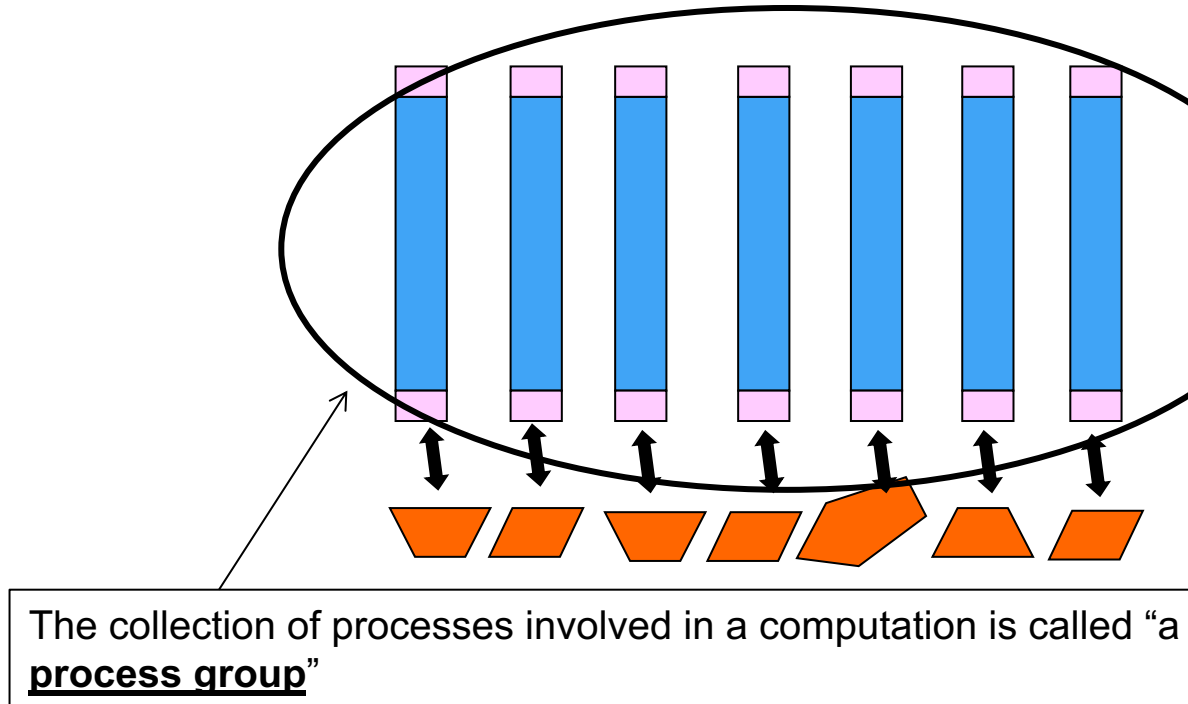 The collection of processes involved in a computation is called “a
process group”